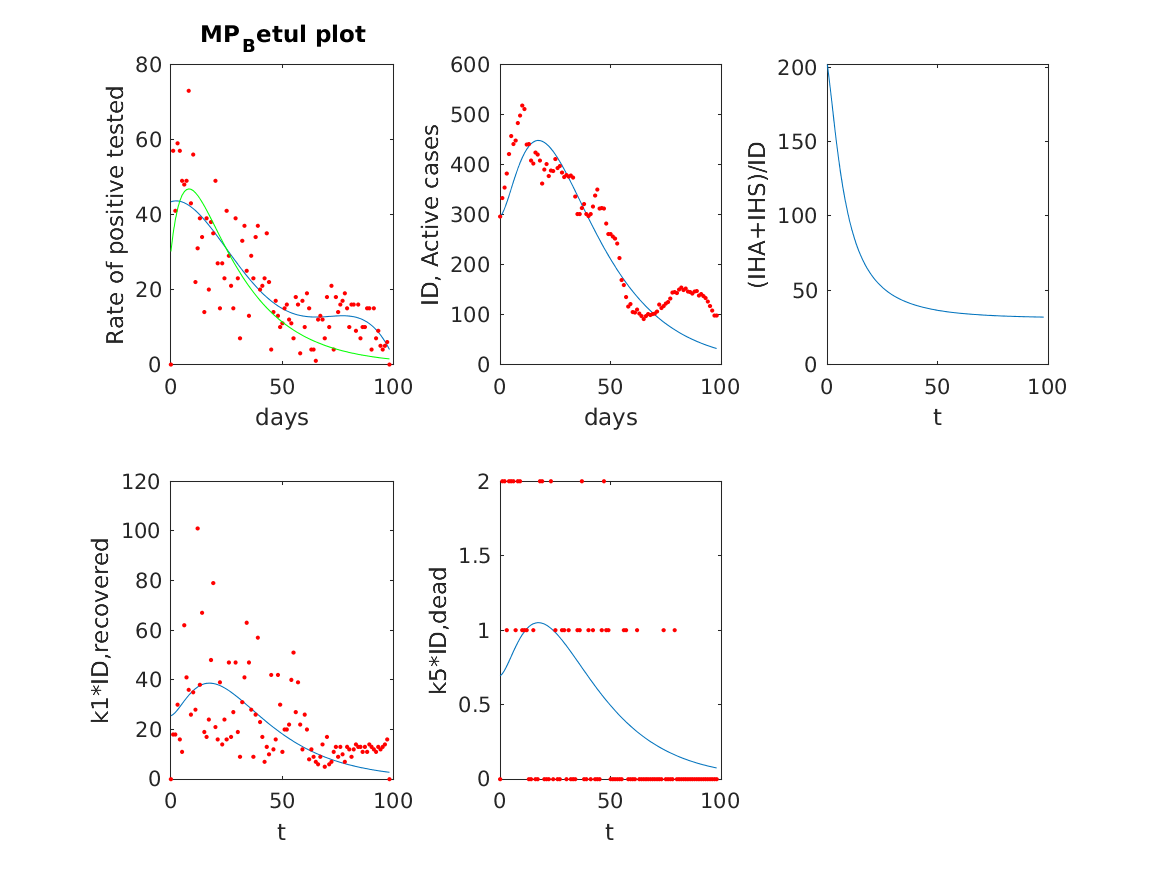 MP_Betul plot
80
60
40
20
0
Rate of positive tested
0 50 100
days
600
500
400
300
200
100
0
ID, Active cases
0 50 100
days
200
150
100
50
0
(IHA+IHS)/ID
0 50 100
t
120
100
80
60
40
20
0
k1*ID,recovered
0 50 100
t
2
1.5
1
0.5
0
k5*ID,dead
0 50 100
t